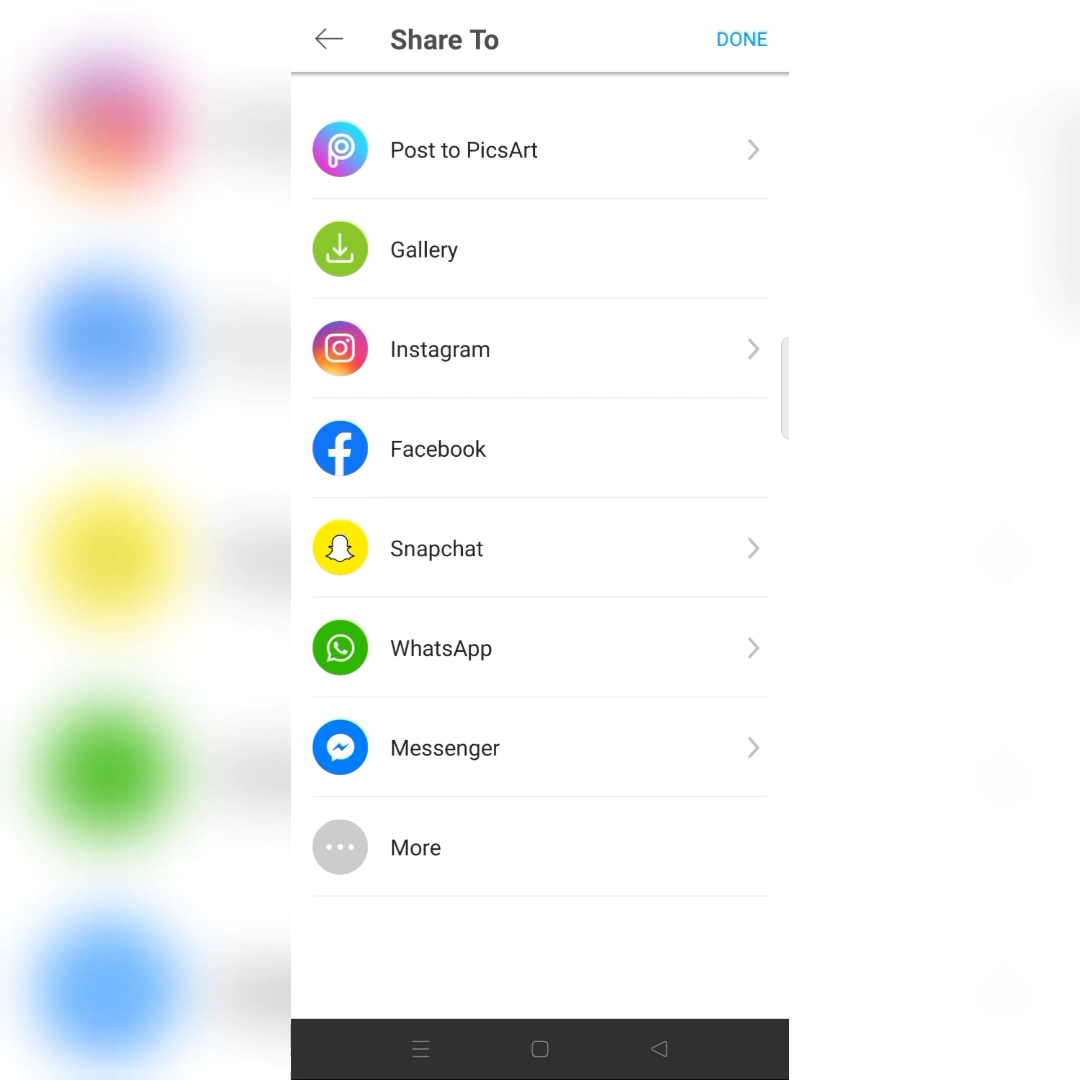 Share To
DONE
Post to PicsArt
Gallery
Instagram
Facebook
Snapchat
WhatsApp
Messenger
More